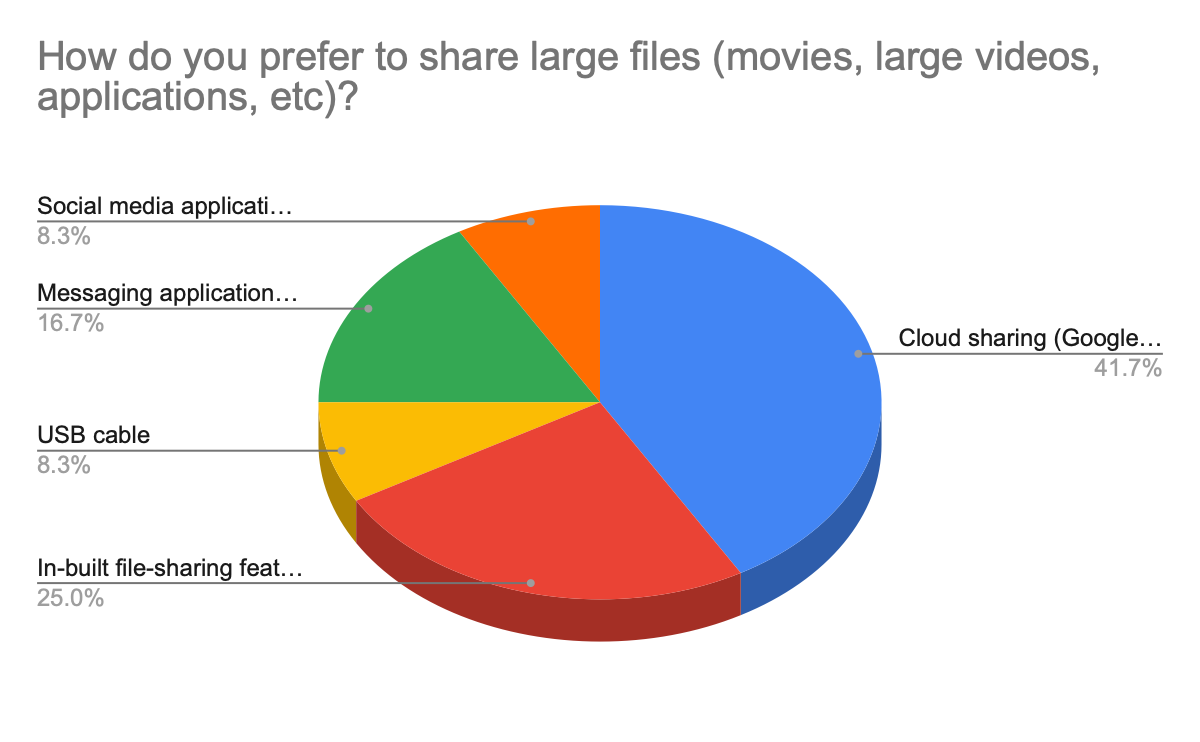 How do you prefer to share large files (movies, large videos,
applications, etc)?
Social media applicati…
8.3%
Messaging application…
16.7%
Cloud sharing (Google…
41.7%
USB cable
8.3%
In-built file-sharing feat…
25.0%